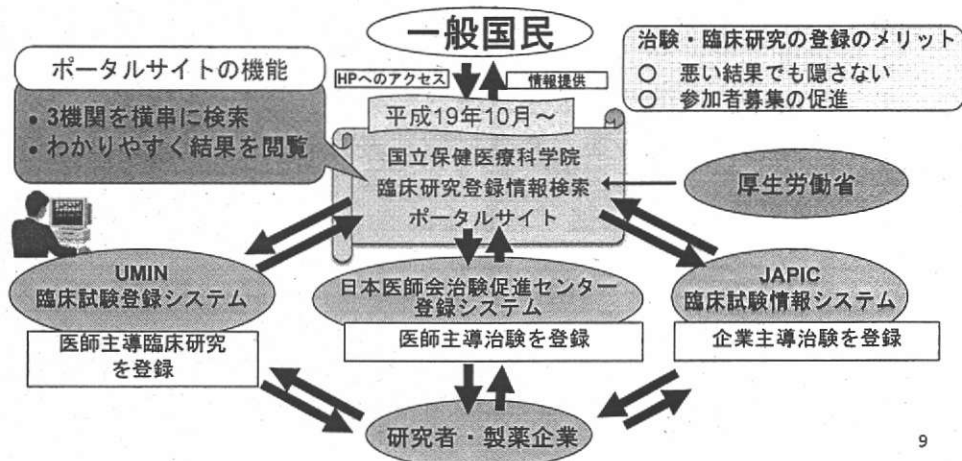 一般国民
治験・臨床研究の登録のメリット
○ 悪い結果でも隠さない
○ 参加者募集の促進
ポータルサイトの機能
• 3機関を横串に検索
• わかりやすく結果を閲覧
HPへのアクセス
情報提供
平成19年10月～
国立保健医療科学院
臨床研究登録情報検索
ポータルサイト
厚生労働省
UMIN
臨床試験登録システム
医師主導臨床研究
を登録
日本医師会治験促進センター
登録システム
医師主導治験を登録
JAPIC
臨床試験情報システム
企業主導治験を登録
研究者・製薬企業
9